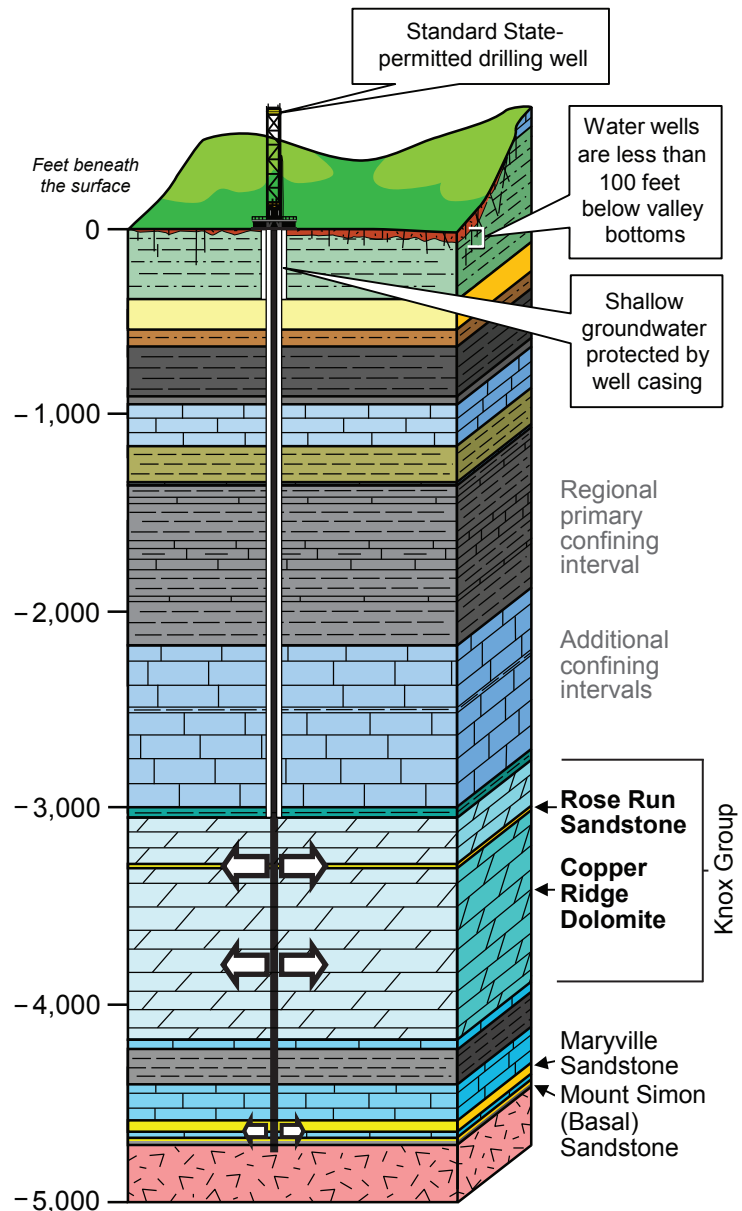 Standard State-
permitted drilling well
Feet beneath
the surface
Water wells
are less than
100 feet
below valley
bottoms
0
Shallow
groundwater
protected by
well casing
–1,000
Regional
primary
confining
interval
–2,000
Additional
confining
intervals
–3,000
Rose Run
Sandstone
Copper
Ridge
Dolomite
Knox Group
–4,000
Maryville
Sandstone
Mount Simon
(Basal)
Sandstone
–5,000